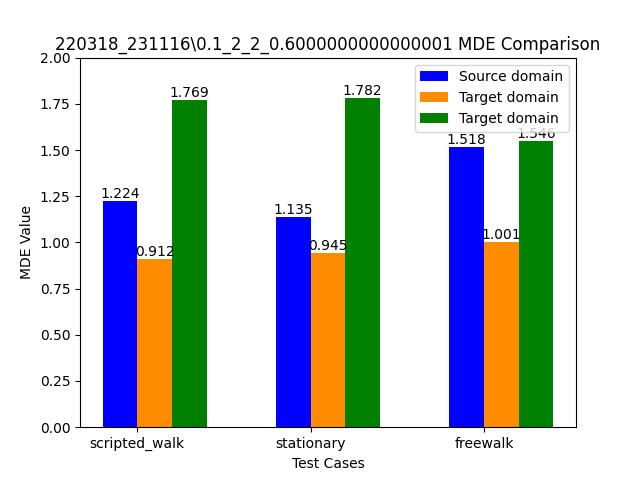 220318_231116\0.1_2_2_0.6000000000000001 MDE Comparison
Source domain
Target domain
Target domain
MDE Value
2.00
1.75
1.50
1.25
1.00
0.75
0.50
0.25
0.00
1.224
0.912
1.769
1.135
0.945
1.782
1.518
1.001
1.546
scripted_walk
stationary
freewalk
Test Cases